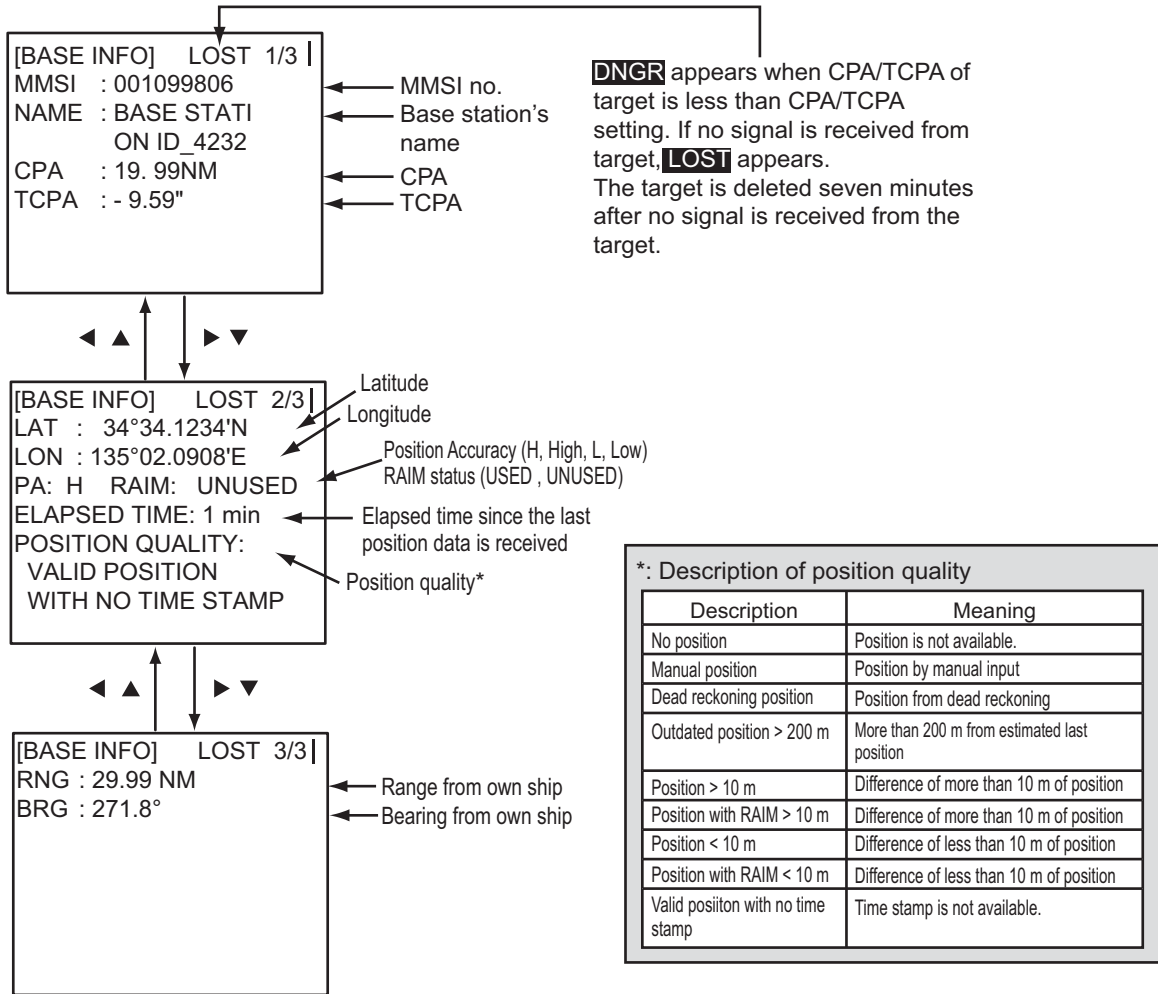 [BASE INFO] LOST 1/3
MMSI : 001099806
NAME : BASE STATI
ON ID_4232
CPA : 19. 99NM
TCPA : - 9.59"
MMSI no.
Base station's
name
CPA
TCPA
DNGR appears when CPA/TCPA of
target is less than CPA/TCPA
setting. If no signal is received from
target, LOST appears.
The target is deleted seven minutes
after no signal is received from the
target.
◀ ▲ ▶ ▼
[BASE INFO] LOST 2/3
LAT : 34°34.1234'N
LON : 135°02.0908'E
PA: H RAIM: UNUSED
ELAPSED TIME: 1 min
POSITION QUALITY:
VALID POSITION
WITH NO TIME STAMP
Latitude
Longitude
Position Accuracy (H, High, L, Low)
RAIM status (USED , UNUSED)
Elapsed time since the last
position data is received
Position quality*
◀ ▲ ▶ ▼
[BASE INFO] LOST 3/3
RNG : 29.99 NM
BRG : 271.8°
Range from own ship
Bearing from own ship
*: Description of position quality
Description Meaning
No position Position is not available.
Manual position Position by manual input
Dead reckoning position Position from dead reckoning
Outdated position > 200 m More than 200 m from estimated last
position
Position > 10 m Difference of more than 10 m of position
Position with RAIM > 10 m Difference of more than 10 m of position
Position < 10 m Difference of less than 10 m of position
Position with RAIM < 10 m Difference of less than 10 m of position
Valid posiiton with no time
stamp Time stamp is not available.